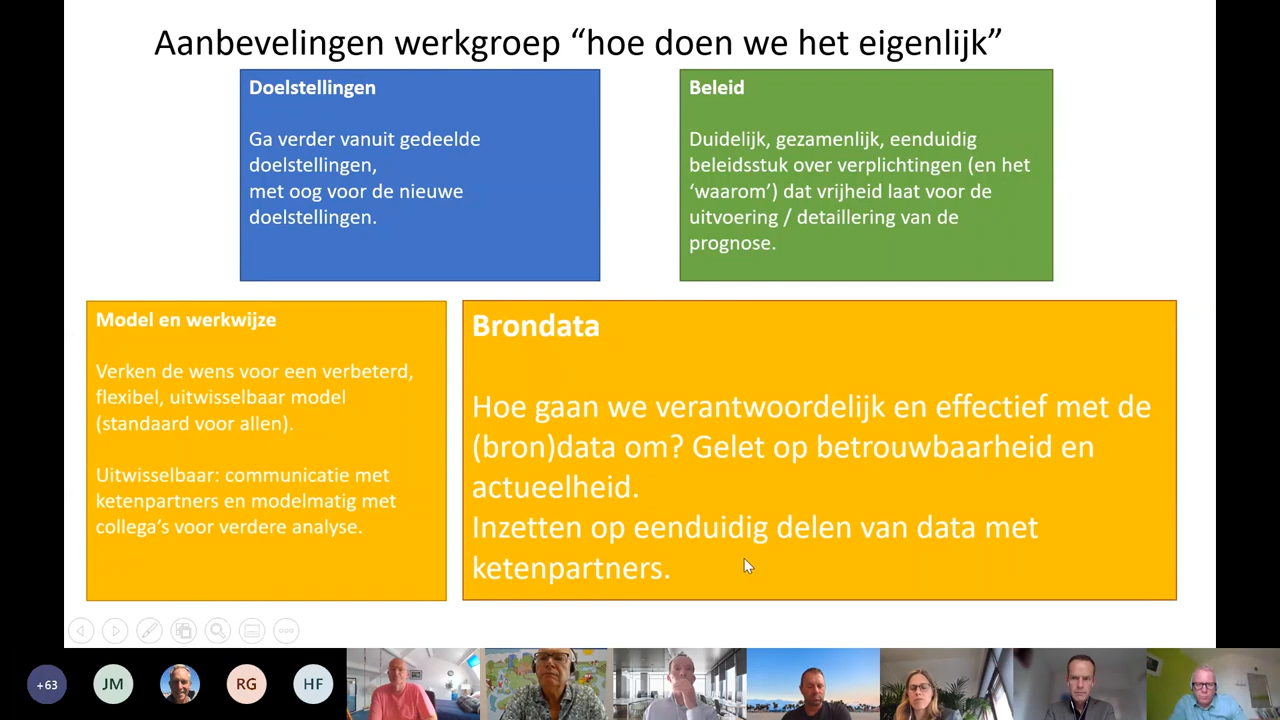 Aanbevelingen werkgroep “hoe doen we het eigenlijk”
Doelstellingen
Ga verder vanuit gedeelde
doelstellingen,
met oog voor de nieuwe
doelstellingen.
Beleid
Duidelijk, gezamenlijk, eenduidig
beleidsstuk over verplichtingen (en het
‘waarom’) dat vrijheid laat voor de
uitvoering / detaillering van de
prognose.
Model en werkwijze
Verken de wens voor een verbeterd,
flexibel, uitwisselbaar model
(standaard voor allen).
Uitwisselbaar: communicatie met
ketenpartners en modelmatig met
collega’s voor verdere analyse.
Brondata
Hoe gaan we verantwoordelijk en effectief met de
(bron)data om? Gelet op betrouwbaarheid en
actueelheid.
Inzetten op eenduidig delen van data met
ketenpartners.
+63
JM
RG
HF